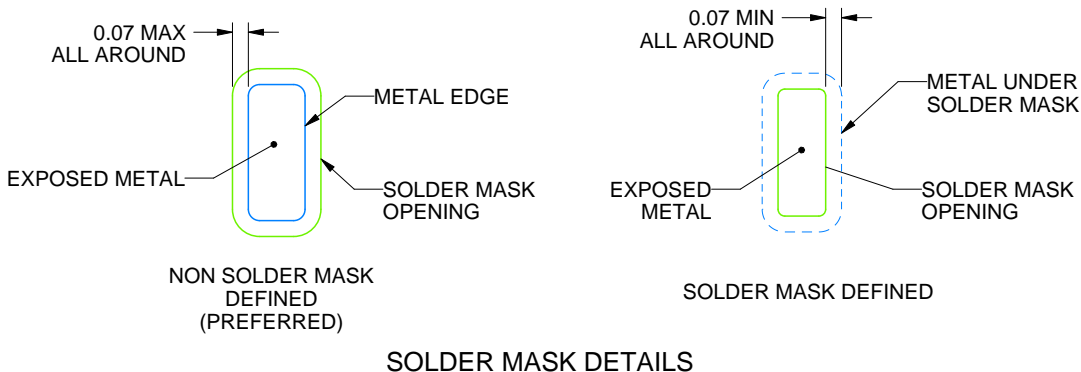 0.07 MAX
ALL AROUND
METAL EDGE
EXPOSED METAL
SOLDER MASK
OPENING
NON SOLDER MASK
DEFINED
(PREFERRED)
0.07 MIN
ALL AROUND
METAL UNDER
SOLDER MASK
EXPOSED
METAL
SOLDER MASK
OPENING
SOLDER MASK DEFINED
SOLDER MASK DETAILS